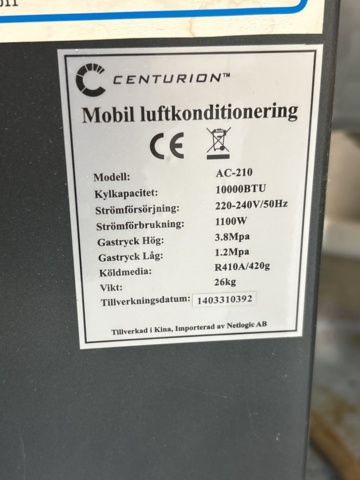 CENTURION™
Mobil luftkonditionering
CE
Modell: AC-210
Kylkapacitet: 10000BTU
Strömförsörjning: 220-240V/50Hz
Strömförbrukning: 1100W
Gastryck Hög: 3.8Mpa
Gastryck Låg: 1.2Mpa
Köldmedia: R410A/420g
Vikt: 26kg
Tillverkningsdatum: 1403310392
Tillverkad i Kina, Importerad av Netlogic AB